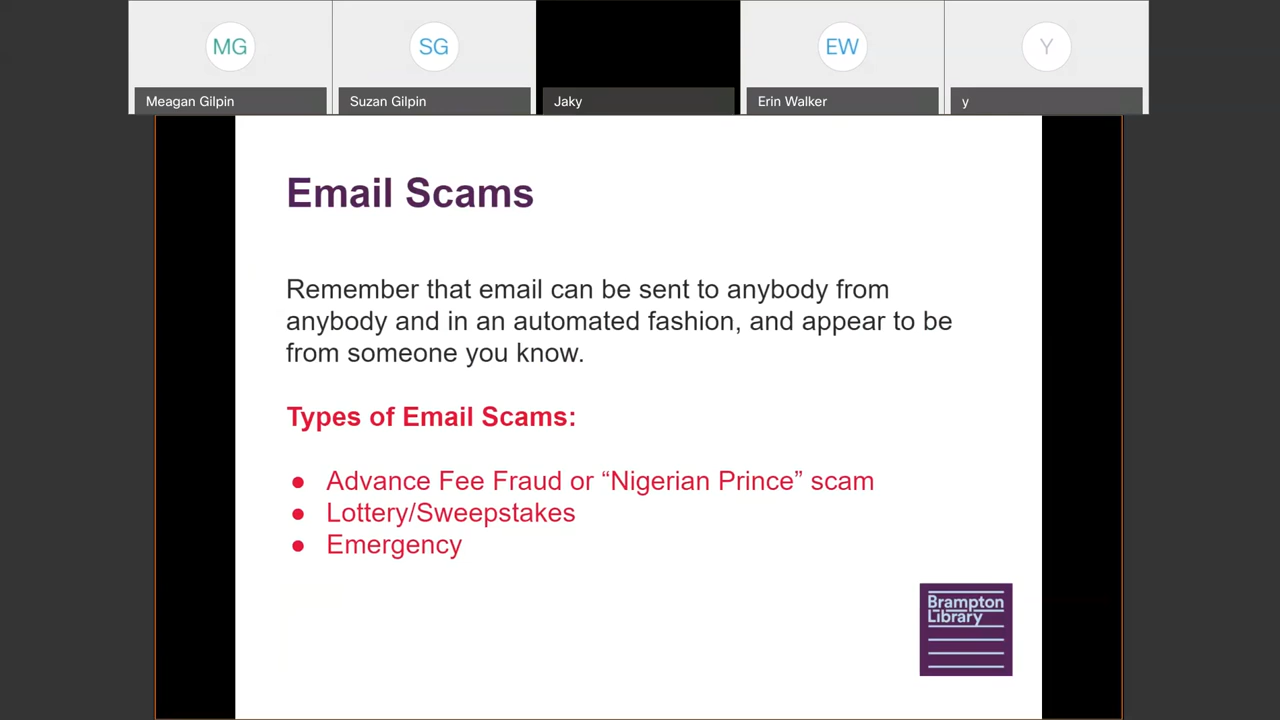 MG
SG
EW
Y
Meagan Gilpin
Suzan Gilpin
Jaky
Erin Walker
y
Email Scams
Remember that email can be sent to anybody from
anybody and in an automated fashion, and appear to be
from someone you know.
Types of Email Scams:
● Advance Fee Fraud or “Nigerian Prince” scam
● Lottery/Sweepstakes
● Emergency
Brampton
Library